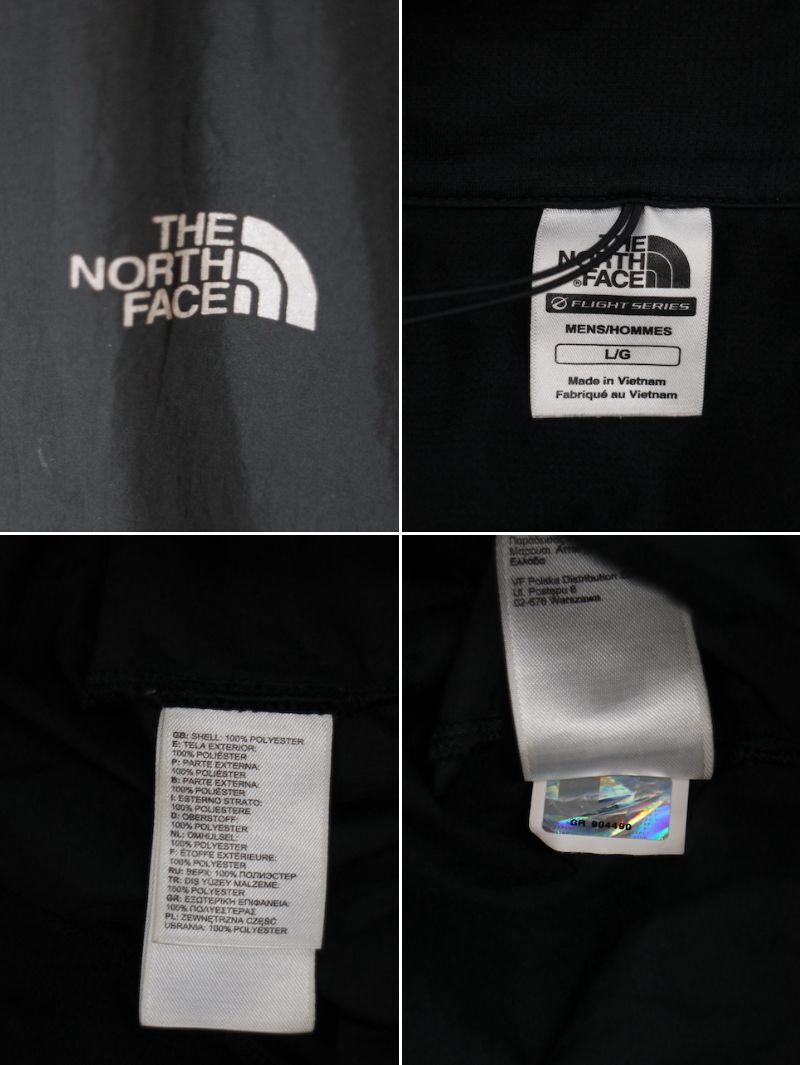 THE
NORTH
FACE
THE
NORTH
FACE
FLIGHT SERIES
MENS/HOMMES
L/G
Made in Vietnam
Fabriqué au Vietnam
GB: SHELL: 100% POLYESTER
E: TELA EXTERIOR:
100% POLIÉSTER
P: PARTE EXTERNA:
100% POLIÉSTER
B: PARTE EXTERNA:
100% POLIÉSTER
I: ESTERNO STRATO:
100% POLIESTERE
D: OBERSTOFF:
100% POLYESTER
NL: OMHULSEL:
100% POLYESTER
F: ÉTOFFE EXTÉRIEURE:
100% POLYESTER
RU: ВЕРХ: 100% ПОЛИЭСТЕР
TR: DIŞ YÜZEY MALZEME:
100% POLYESTER
GR: ΕΞΩΤΕΡΙΚΗ ΕΠΙΦΑΝΕΙΑ:
100% ΠΟΛΥΕΣΤΕΡΑΣ
PL: ZEWNĘTRZNA CZĘŚĆ
UBRANIA: 100% POLYESTER
Ελλάδα
VF Polska Distribution
Ul. Postępu 6
02-676 Warszawa
GR 904490